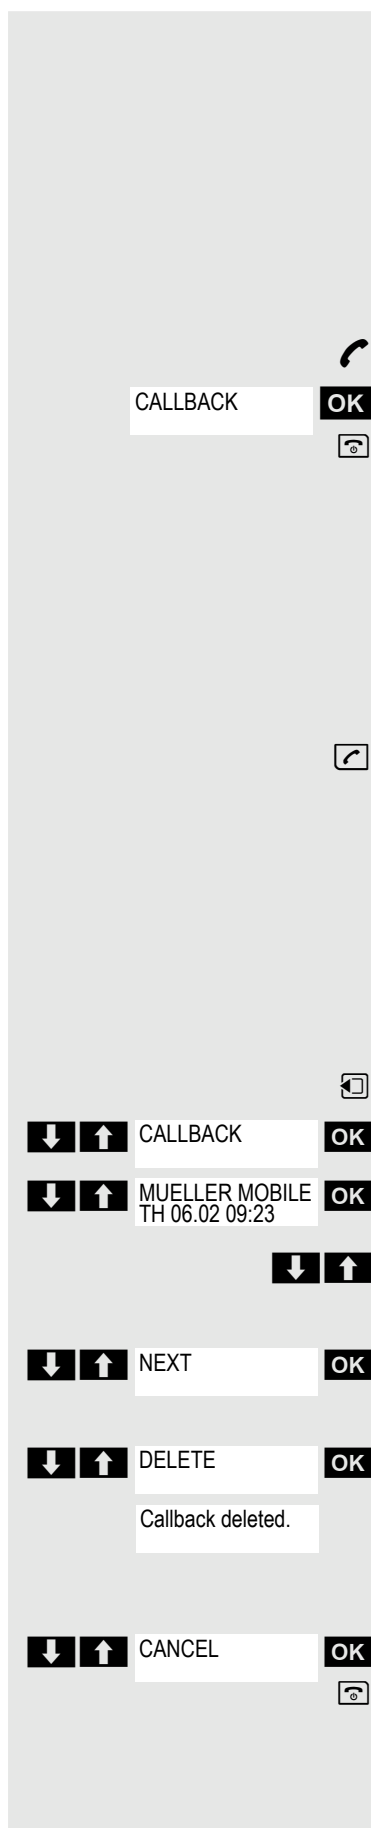 CALLBACK OK
CALLBACK OK
MUELLER MOBILE OK
TH 06.02 09:23
NEXT OK
DELETE OK
Callback deleted.
CANCEL OK